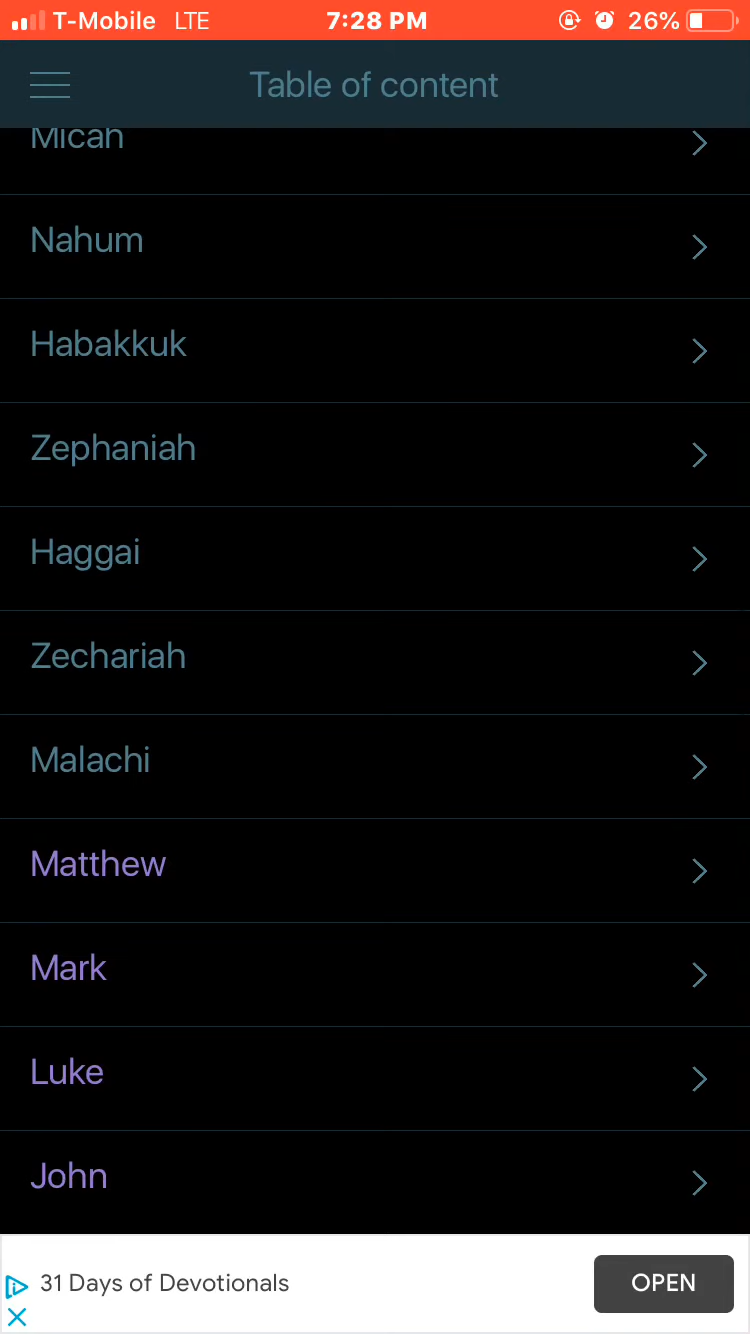 T-Mobile LTE 7:28 PM 26%
Table of content
Micah
Nahum
Habakkuk
Zephaniah
Haggai
Zechariah
Malachi
Matthew
Mark
Luke
John
31 Days of Devotionals OPEN